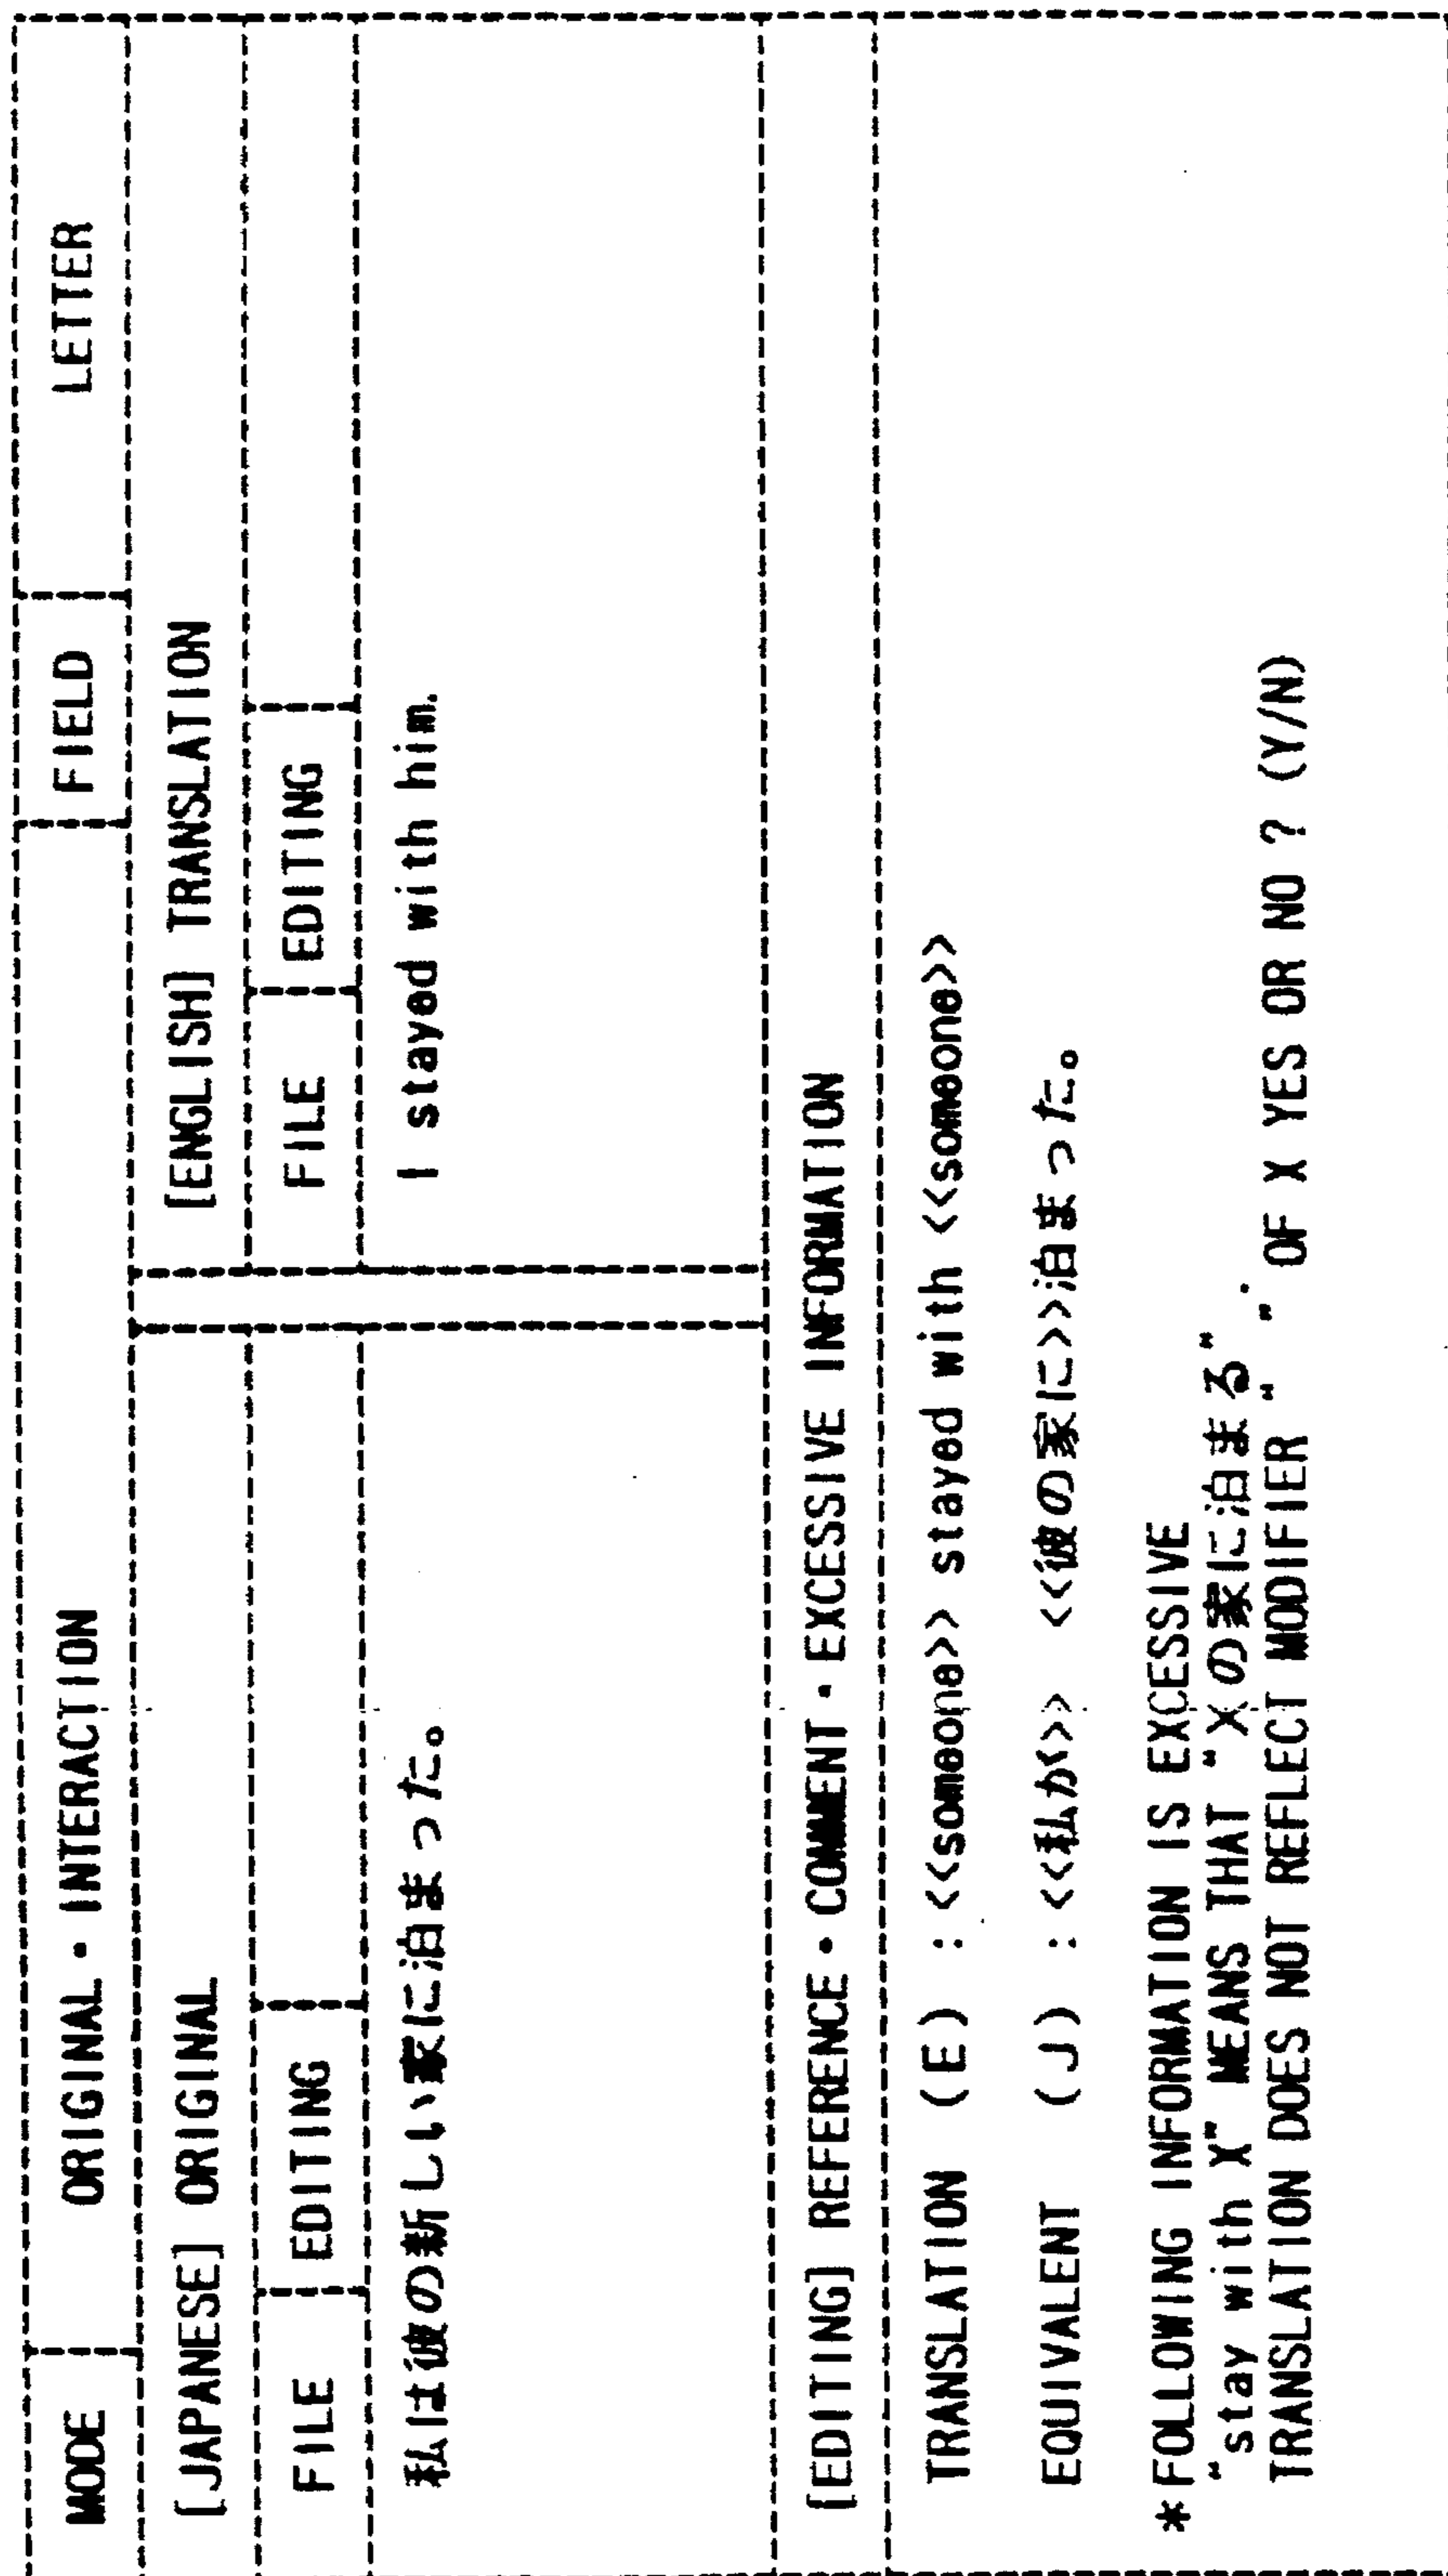 MODE ORIGINAL・INTERACTION FIELD LETTER
[JAPANESE] ORIGINAL
FILE EDITING
私は彼の新しい家に泊まった。
[ENGLISH] TRANSLATION
FILE EDITING
I stayed with him.
[EDITING] REFERENCE・COMMENT・EXCESSIVE INFORMATION
TRANSLATION (E) : <<someone>> stayed with <<someone>>
EQUIVALENT (J) : <<私が>> <<彼の家に>>泊まった。
*FOLLOWING INFORMATION IS EXCESSIVE
"stay with X" MEANS THAT "Xの家に泊まる".
TRANSLATION DOES NOT REFLECT MODIFIER " " OF X YES OR NO ? (Y/N)